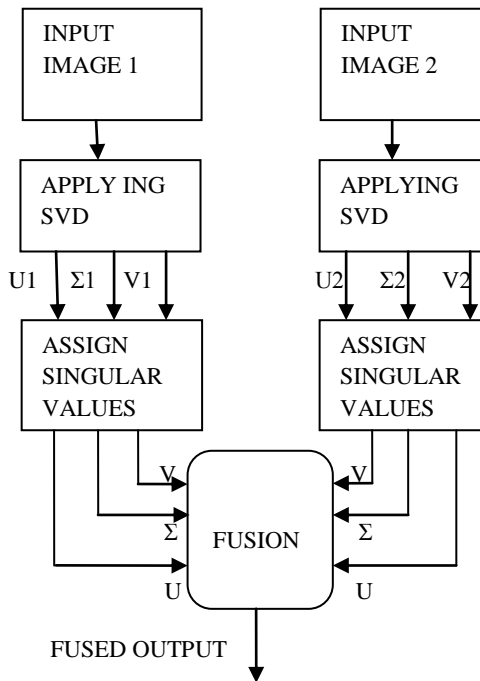 INPUT
IMAGE 1
INPUT
IMAGE 2
APPLY ING
SVD
APPLYING
SVD
U1 Σ1 V1
U2 Σ2 V2
ASSIGN
SINGULAR
VALUES
ASSIGN
SINGULAR
VALUES
V
V
Σ
Σ
FUSION
U
U
FUSED OUTPUT